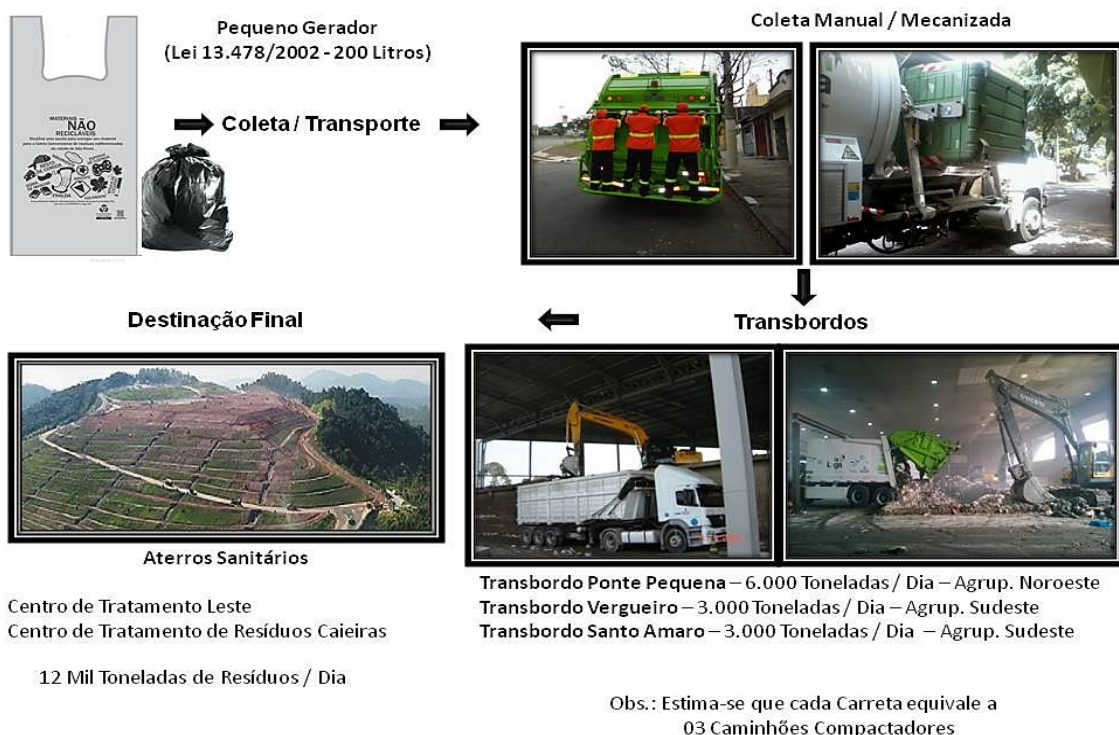 Pequeno Gerador
(Lei 13.478/2002 - 200 Litros)
Coleta Manual / Mecanizada
MATERIAIS
NÃO
RECICLÁVEIS
Coleta / Transporte
Destinação Final
Transbordos
VOLVO
Aterros Sanitários
Centro de Tratamento Leste
Centro de Tratamento de Resíduos Caieiras
12 Mil Toneladas de Resíduos / Dia
Transbordo Ponte Pequena – 6.000 Toneladas / Dia – Agrup. Noroeste
Transbordo Vergueiro – 3.000 Toneladas / Dia – Agrup. Sudeste
Transbordo Santo Amaro – 3.000 Toneladas / Dia – Agrup. Sudeste
Obs.: Estima-se que cada Carreta equivale a
03 Caminhões Compactadores